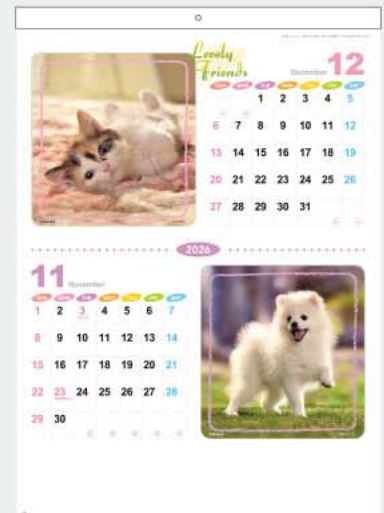 Lovely
Friends
December 12
1 2 3 4 5
6 7 8 9 10 11 12
13 14 15 16 17 18 19
20 21 22 23 24 25 26
27 28 29 30 31
2026
11 November
1 2 3 4 5 6 7
8 9 10 11 12 13 14
15 16 17 18 19 20 21
22 23 24 25 26 27 28
29 30